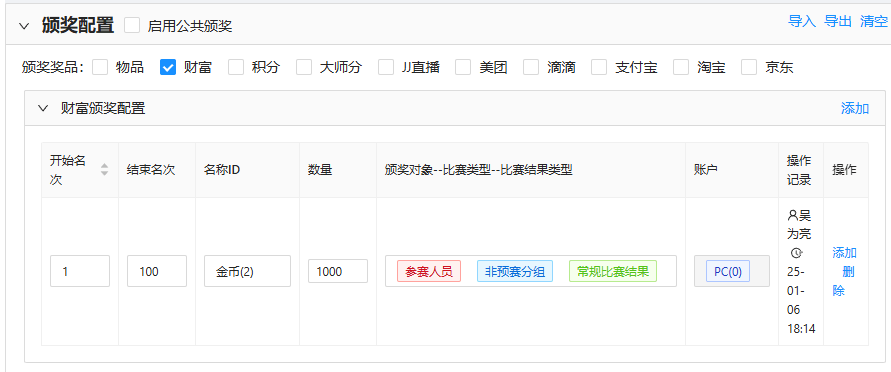 颁奖配置 启用公共颁奖 导入 导出 清空
颁奖奖品： 物品 财富 积分 大师分 JJ直播 美团 滴滴 支付宝 淘宝 京东
财富颁奖配置 添加
开始名次 结束名次 名称ID 数量 颁奖对象--比赛类型--比赛结果类型 账户 操作记录 操作
1 100 金币(2) 1000 参赛人员 非预赛分组 常规比赛结果 PC(0) 吴为亮 25-01-06 18:14 添加 删除